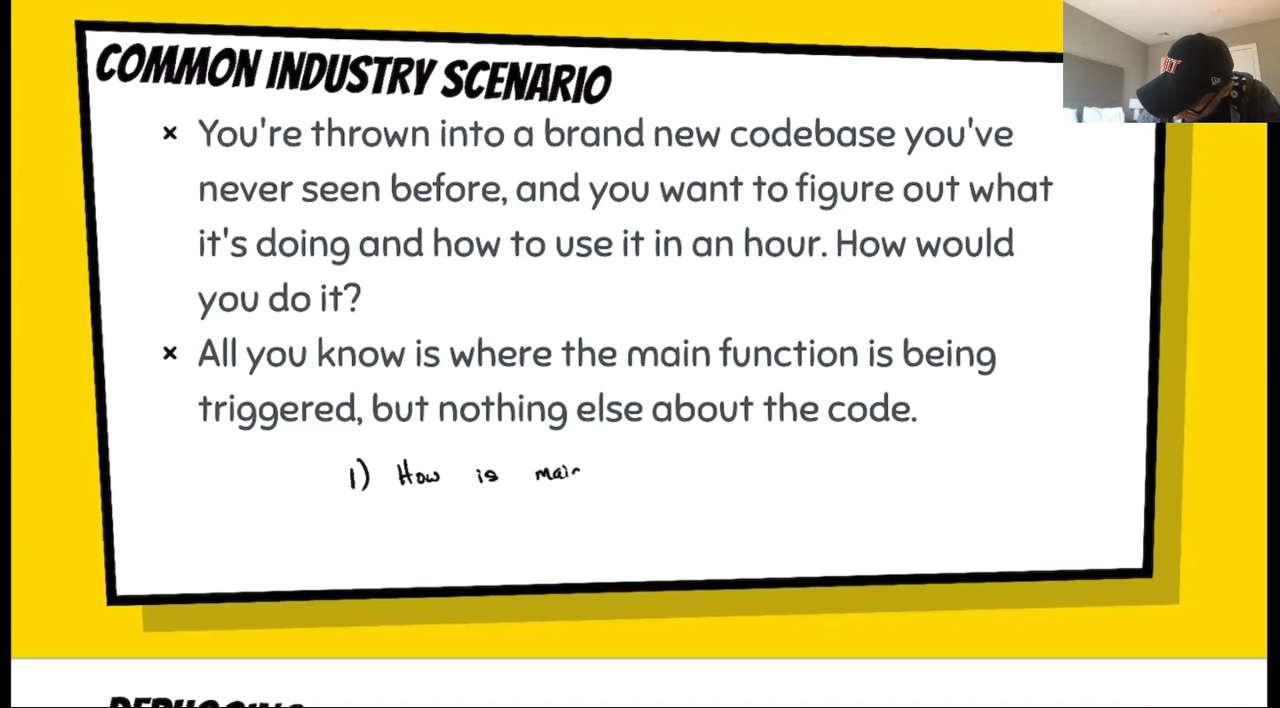 COMMON INDUSTRY SCENARIO
× You're thrown into a brand new codebase you've
never seen before, and you want to figure out what
it's doing and how to use it in an hour. How would
you do it?
× All you know is where the main function is being
triggered, but nothing else about the code.
1) How is main